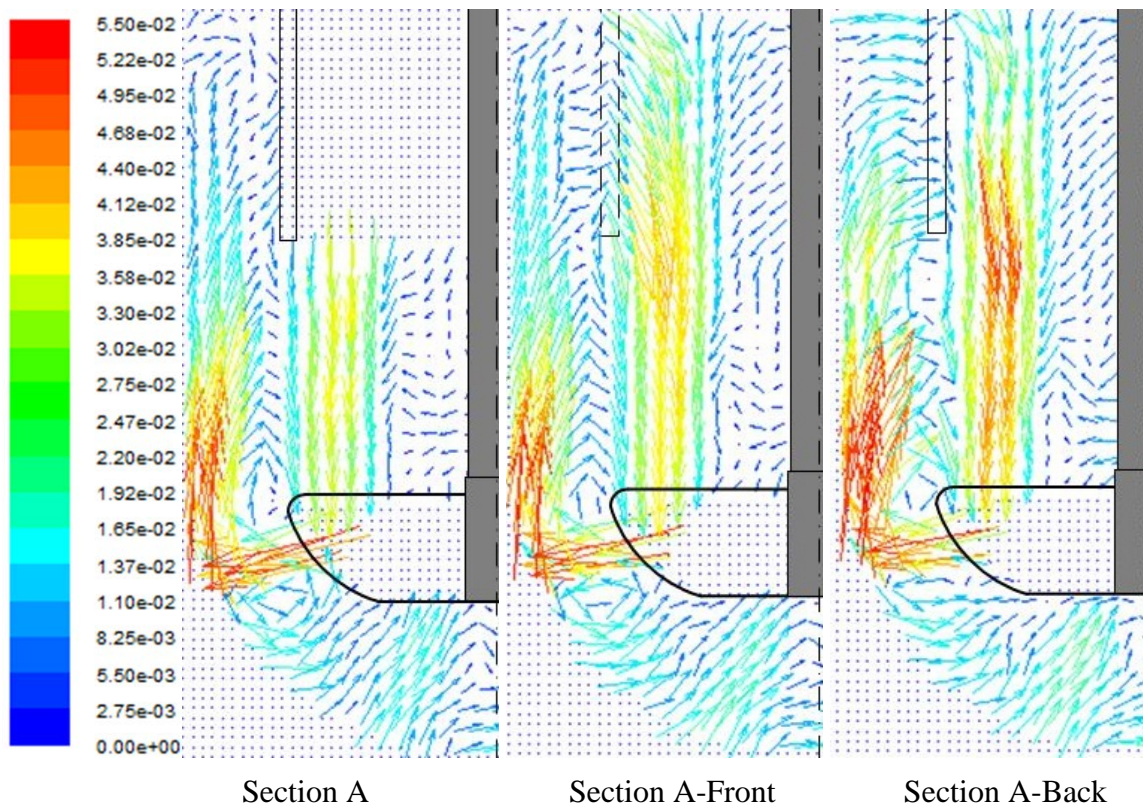 5.50e-02
5.22e-02
4.95e-02
4.68e-02
4.40e-02
4.12e-02
3.85e-02
3.58e-02
3.30e-02
3.02e-02
2.75e-02
2.47e-02
2.20e-02
1.92e-02
1.65e-02
1.37e-02
1.10e-02
8.25e-03
5.50e-03
2.75e-03
0.00e+00
Section A
Section A-Front
Section A-Back